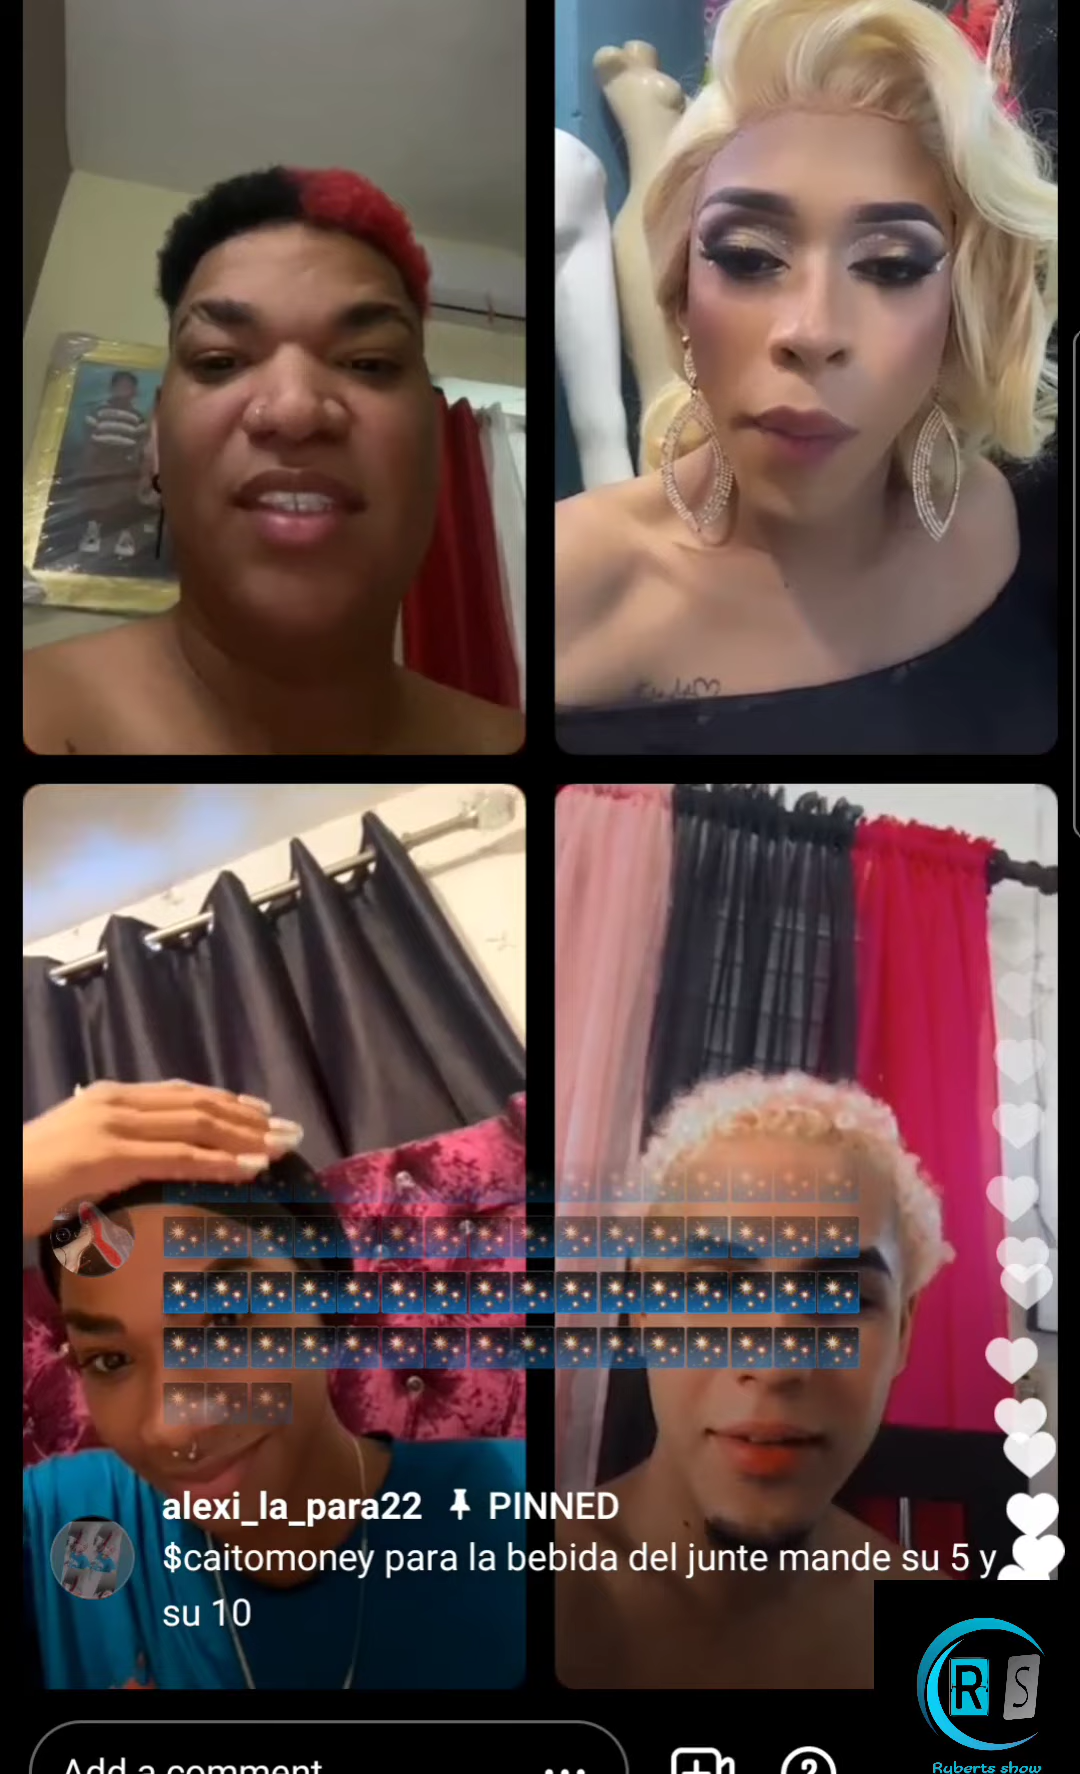 alexi_la_para22 PINNED
$caitomoney para la bebida del junte mande su 5 y
su 10
Add a comment
R S
Ryberts show